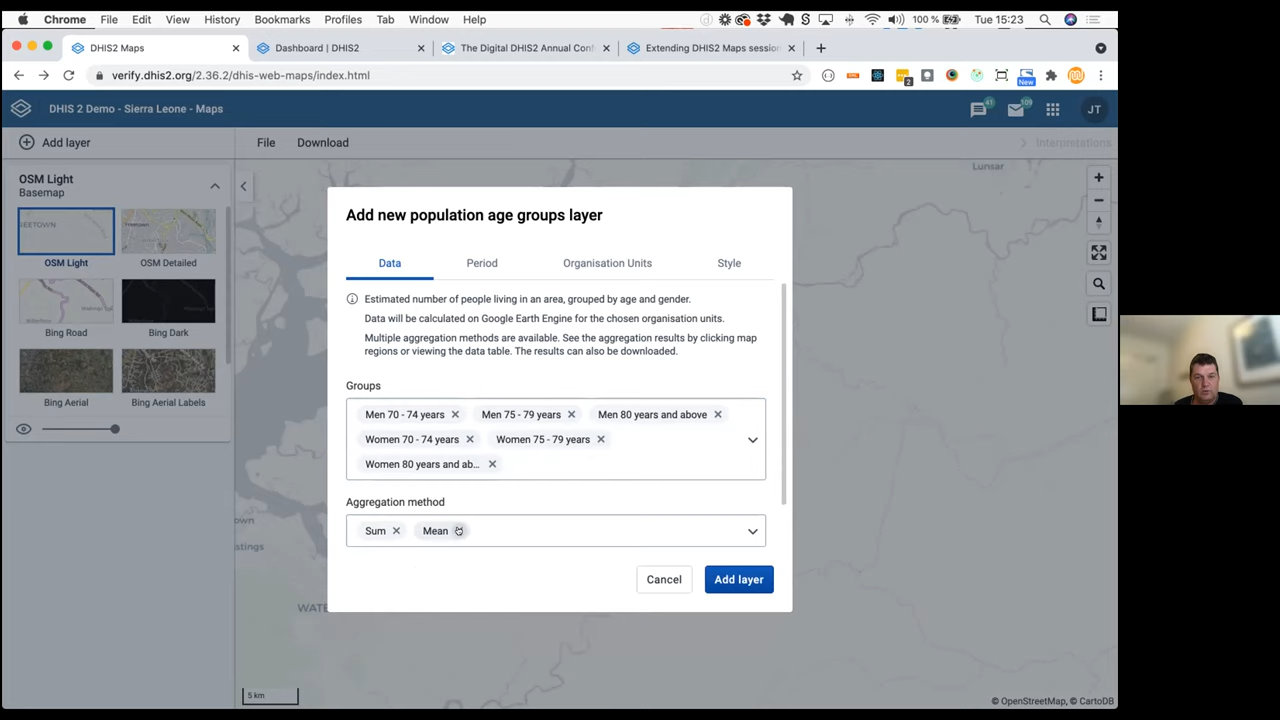 Chrome File Edit View History Bookmarks Profiles Tab Window Help 100 % Tue 15:23
DHIS2 Maps Dashboard | DHIS2 The Digital DHIS2 Annual Con Extending DHIS2 Maps session
verify.dhis2.org/2.36.2/dhis-web-maps/index.html 2 New
DHIS 2 Demo - Sierra Leone - Maps 41 109 JT
Add layer File Download Interpretations
OSM Light
Basemap
Lunsar
OSM Light OSM Detailed
Bing Road Bing Dark
Bing Aerial Bing Aerial Labels
Add new population age groups layer
Data Period Organisation Units Style
Estimated number of people living in an area, grouped by age and gender.
Data will be calculated on Google Earth Engine for the chosen organisation units.
Multiple aggregation methods are available. See the aggregation results by clicking map
regions or viewing the data table. The results can also be downloaded.
Groups
Men 70 - 74 years Men 75 - 79 years Men 80 years and above
Women 70 - 74 years Women 75 - 79 years
Women 80 years and ab...
Aggregation method
Sum Mean
Cancel Add layer
5 km
© OpenStreetMap, © CartoDB